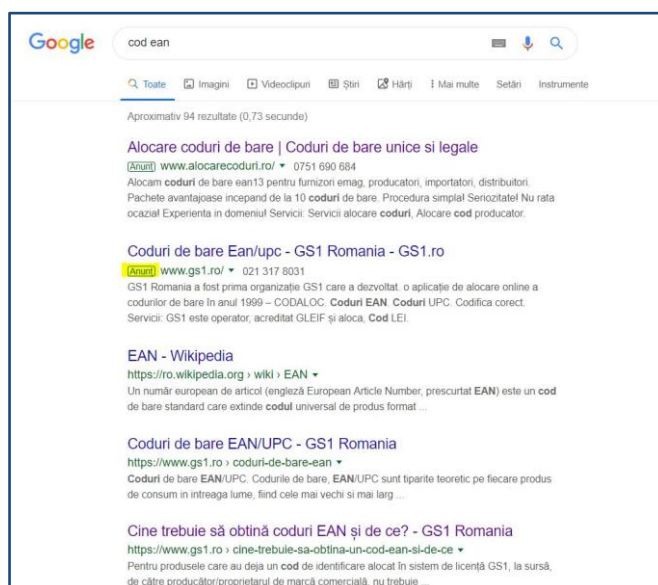 Google
cod ean
Toate Imagini Videoclipuri Știri Hărți Mai multe Setări Instrumente
Aproximativ 94 rezultate (0,73 secunde)
Alocare coduri de bare | Coduri de bare unice si legale
Anunț www.alocarecoduri.ro/ 0751 690 684
Alocam coduri de bare ean13 pentru furnizori emag, producatori, importatori, distribuitori.
Pachete avantajoase incepand de la 10 coduri de bare. Procedura simpla! Seriozitate! Nu rata
ocazia! Experienta in domeniu! Servicii: Servicii alocare coduri, Alocare cod producator.
Coduri de bare Ean/upc - GS1 Romania - GS1.ro
Anunț www.gs1.ro/ 021 317 8031
GS1 Romania a fost prima organizație GS1 care a dezvoltat. o aplicație de alocare online a
codurilor de bare în anul 1999 – CODALOC. Coduri EAN. Coduri UPC. Codifica corect.
Servicii: GS1 este operator, acreditat GLEIF și aloca, Cod LEI.
EAN - Wikipedia
https://ro.wikipedia.org › wiki › EAN
Un număr european de articol (engleză European Article Number, prescurtat EAN) este un cod
de bare standard care extinde codul universal de produs format ...
Coduri de bare EAN/UPC - GS1 Romania
https://www.gs1.ro › coduri-de-bare-ean
Coduri de bare EAN/UPC. Codurile de bare, EAN/UPC sunt tiparite teoretic pe fiecare produs
de consum in intreaga lume, fiind cele mai vechi si mai larg ...
Cine trebuie să obțină coduri EAN și de ce? - GS1 Romania
https://www.gs1.ro › cine-trebuie-sa-obtina-un-cod-ean-si-de-ce
Pentru produsele care au deja un cod de identificare alocat în sistem de licență GS1, la sursă,
de către producător/proprietarul de marcă comercială, nu trebuie ...